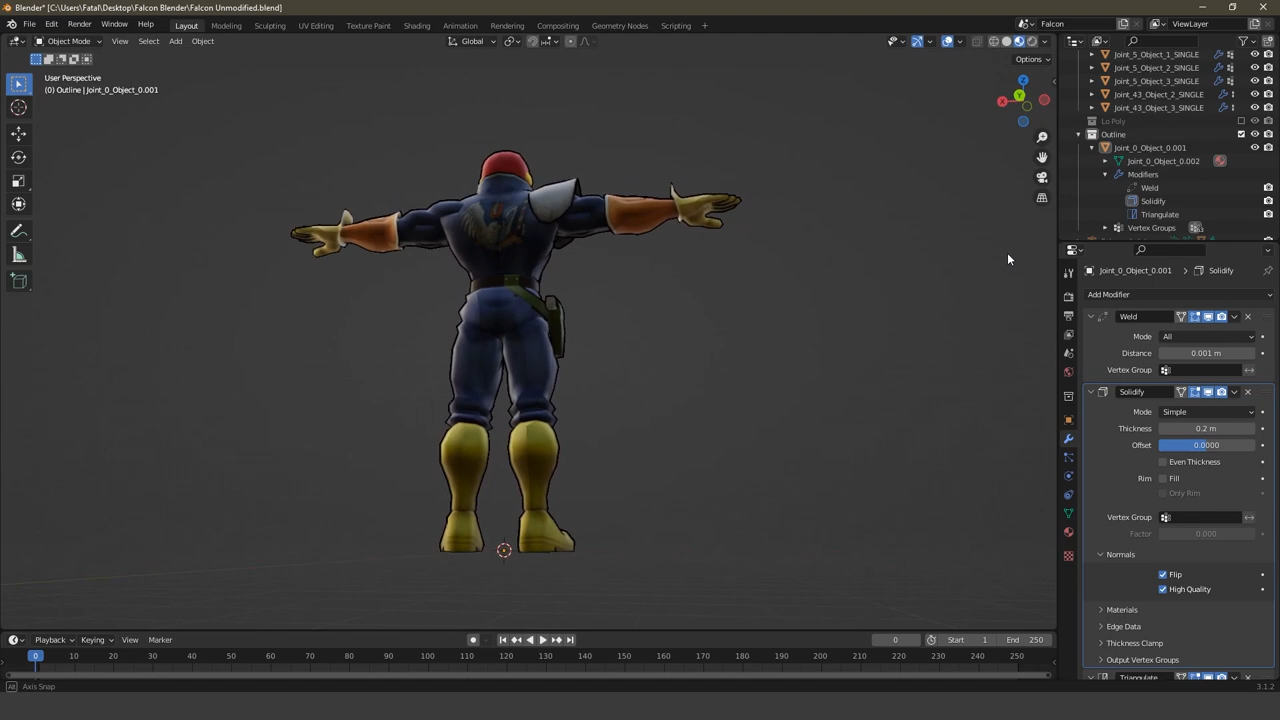 Blender* [C:\Users\Fatal\Desktop\Falcon Blender\Falcon Unmodified.blend]
File Edit Render Window Help Layout Modeling Sculpting UV Editing Texture Paint Shading Animation Rendering Compositing Geometry Nodes Scripting + Falcon ViewLayer
Object Mode View Select Add Object Global
Options
User Perspective
(0) Outline | Joint_0_Object_0.001
Z
Y
X
Joint_5_Object_1_SINGLE
Joint_5_Object_2_SINGLE
Joint_5_Object_3_SINGLE
Joint_43_Object_2_SINGLE
Joint_43_Object_3_SINGLE
Lo Poly
Outline
Joint_0_Object_0.001
Joint_0_Object_0.002
Modifiers
Weld
Solidify
Triangulate
Vertex Groups
Joint_0_Object_0.001 > Solidify
Add Modifier
Weld
Mode All
Distance 0.001 m
Vertex Group
Solidify
Mode Simple
Thickness 0.2 m
Offset 0.0000
Even Thickness
Rim Fill
Only Rim
Vertex Group
Factor 0.000
Normals
Flip
High Quality
Materials
Edge Data
Thickness Clamp
Output Vertex Groups
Triangulate
Playback Keying View Marker 0 Start 1 End 250
0 10 20 30 40 50 60 70 80 90 100 110 120 130 140 150 160 170 180 190 200 210 220 230 240 250
Alt Axis Snap 3.1.2